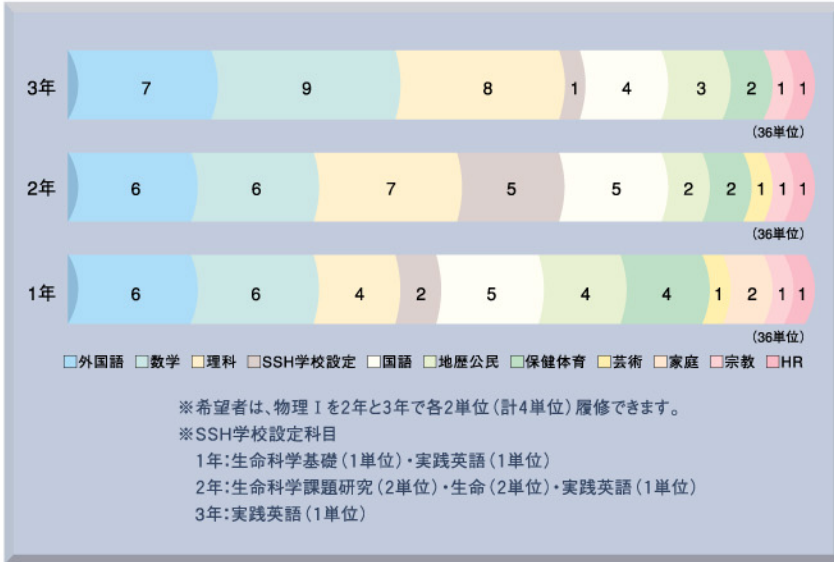 3年 7 9 8 1 4 3 2 1 1
(36単位)
2年 6 6 7 5 5 2 2 1 1 1
(36単位)
1年 6 6 4 2 5 4 4 1 2 1 1
(36単位)
外国語 数学 理科 SSH学校設定 国語 地歴公民 保健体育 芸術 家庭 宗教 HR
※希望者は、物理Ⅰを2年と3年で各2単位(計4単位)履修できます。
※SSH学校設定科目
1年:生命科学基礎(1単位)・実践英語(1単位)
2年:生命科学課題研究(2単位)・生命(2単位)・実践英語(1単位)
3年:実践英語(1単位)